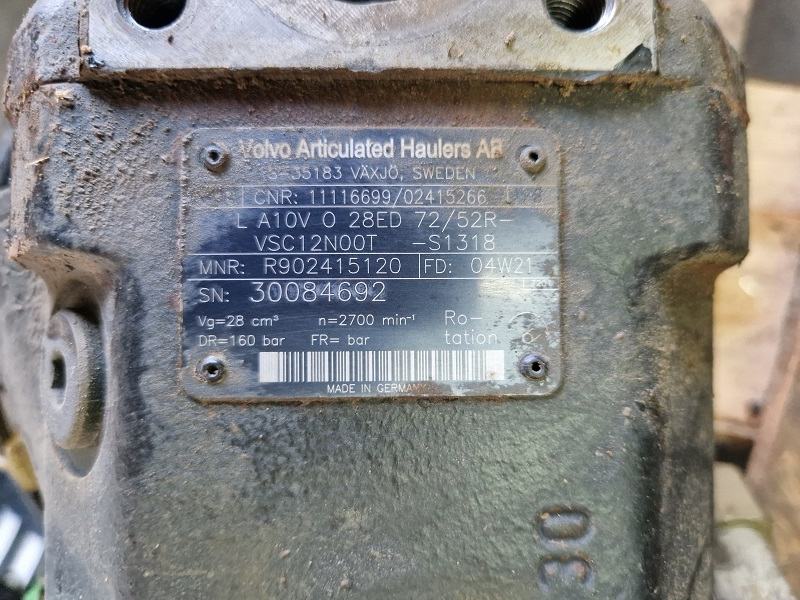 Volvo Articulated Haulers AB
S-35183 VÄXJÖ, SWEDEN
CNR: 11116699/02415266
L A10V O 28ED 72/52R-
VSC12N00T -S1318
MNR: R902415120 FD: 04W21
SN: 30084692
Vg=28 cm³ n=2700 min⁻¹ Ro-
DR=160 bar FR= bar tation
MADE IN GERMANY
30